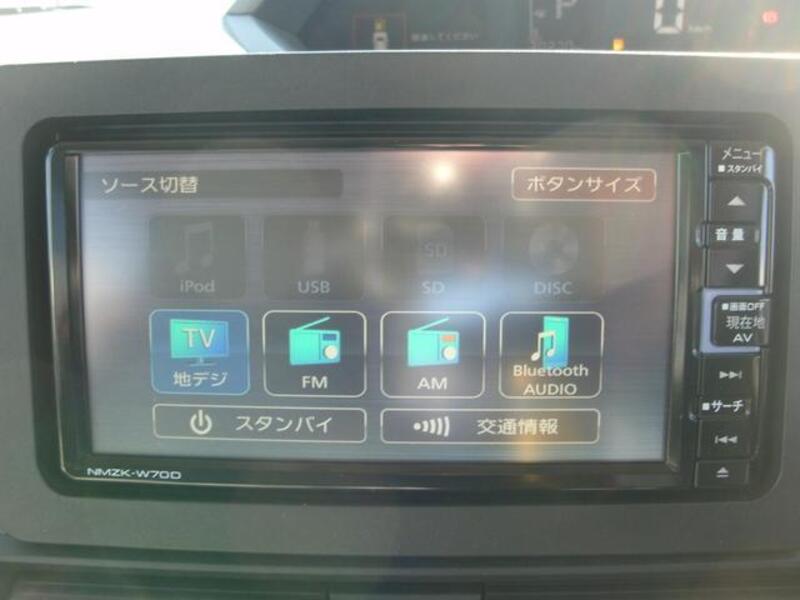 P
0
km/h
ソース切替
ボタンサイズ
iPod
USB
SD
SD
DISC
TV
地デジ
FM
AM
Bluetooth
AUDIO
スタンバイ
交通情報
NMZK-W70D
メニュー
■スタンバイ
音量
■画面OFF
現在地
AV
■サーチ